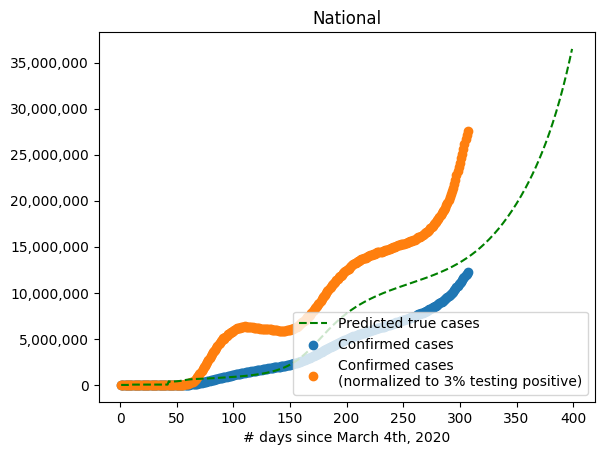 National
35,000,000
30,000,000
25,000,000
20,000,000
15,000,000
10,000,000
5,000,000
0
Predicted true cases
Confirmed cases
Confirmed cases
(normalized to 3% testing positive)
0 50 100 150 200 250 300 350 400
# days since March 4th, 2020